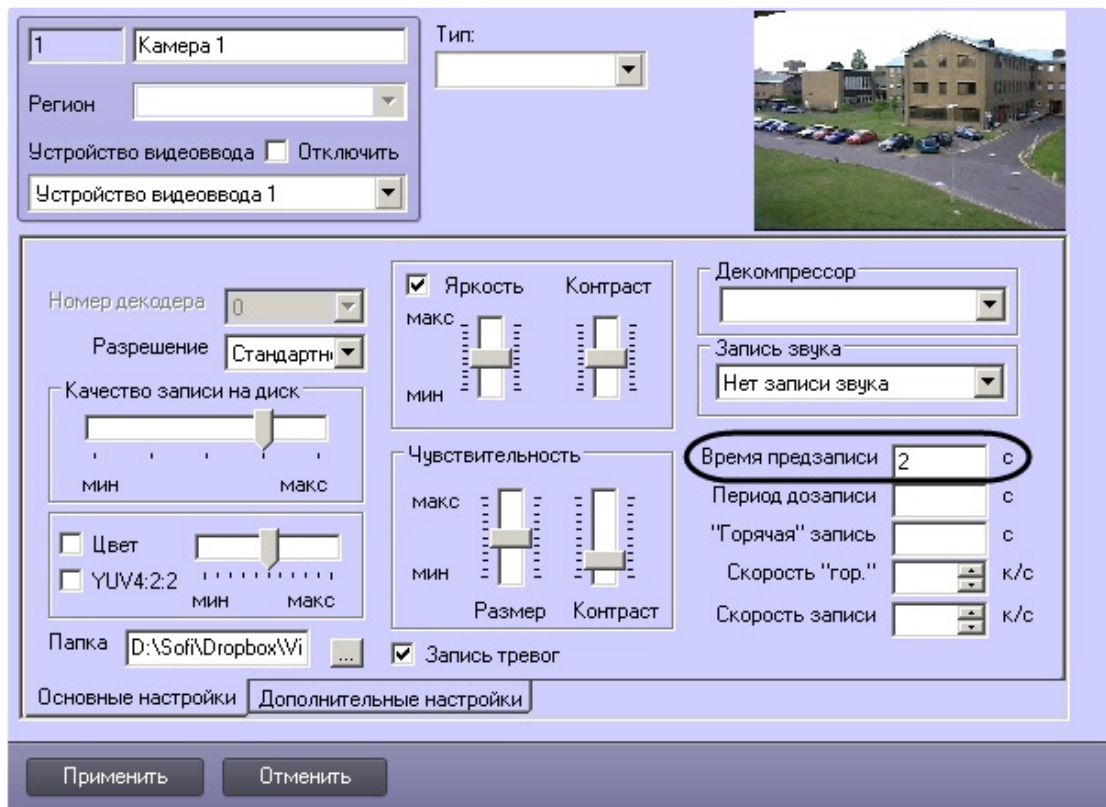 1
Камера 1
Тип:
Регион
Устройство видеоввода
Отключить
Устройство видеоввода 1
Номер декодера
0
Разрешение
Стандартн
Качество записи на диск
мин
макс
Цвет
YUV4:2:2
мин
макс
Папка
D:\Sofi\Dropbox\Vi
...
Яркость
Контраст
макс
мин
Чувствительность
макс
мин
Размер
Контраст
Запись тревог
Декомпрессор
Запись звука
Нет записи звука
Время предзаписи 2 с
Период дозаписи с
"Горячая" запись с
Скорость "гор." к/с
Скорость записи к/с
Основные настройки
Дополнительные настройки
Применить
Отменить